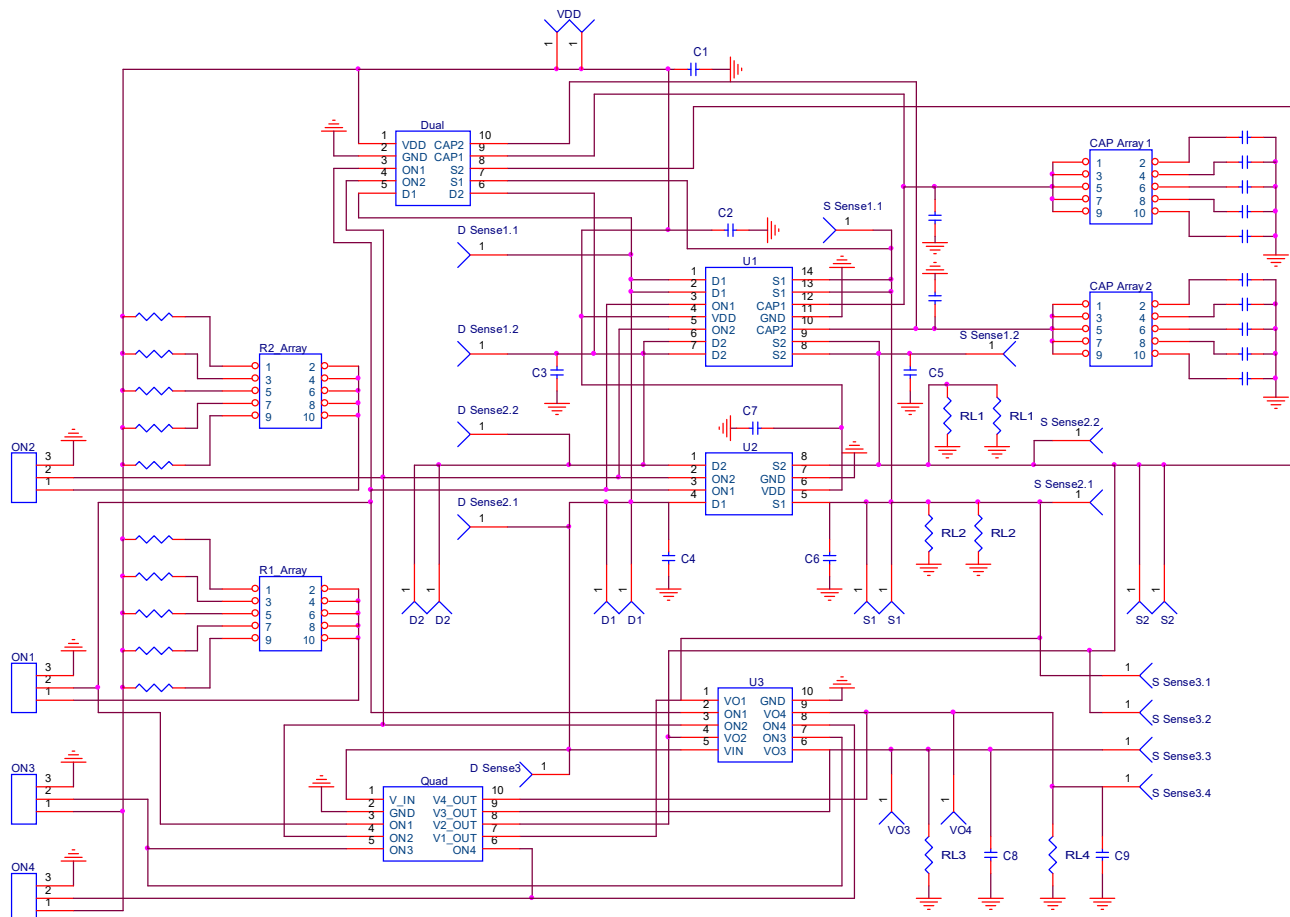 VDD
1 1
C1
Dual
1 VDD CAP2 10
2 GND CAP1 9
3 ON1 S2 8
4 ON2 S1 7
5 D1 D2 6
CAP Array1
1 2
3 4
5 6
7 8
9 10
C2
S Sense1.1
1
D Sense1.1
1
U1
1 D1 S1 14
2 D1 S1 13
3 ON1 CAP1 12
4 VDD GND 11
5 ON2 CAP2 10
6 D2 S2 9
7 D2 S2 8
CAP Array2
1 2
3 4
5 6
7 8
9 10
D Sense1.2
1
S Sense1.2
1
R2_Array
1 2
3 4
5 6
7 8
9 10
C3
C5
RL1 RL1
D Sense2.2
1
C7
S Sense2.2
1
ON2
3
2
1
U2
1 D2 S2 8
2 ON2 GND 7
3 ON1 VDD 6
4 D1 S1 5
D Sense2.1
1
S Sense2.1
1
RL2 RL2
C4
C6
R1_Array
1 2
3 4
5 6
7 8
9 10
1 1 1 1 1 1 1 1
D2 D2 D1 D1 S1 S1 S2 S2
ON1
3
2
1
U3
1 VO1 GND 10
2 ON1 VO4 9
3 ON2 ON4 8
4 VO2 ON3 7
5 VIN VO3 6
1 S Sense3.1
1 S Sense3.2
1 S Sense3.3
1 S Sense3.4
ON3
3
2
1
D Sense3
1
Quad
1 V_IN V4_OUT 10
2 GND V3_OUT 9
3 ON1 V2_OUT 8
4 ON2 V1_OUT 7
5 ON3 ON4 6
1 1
VO3 VO4
RL3 C8 RL4 C9
ON4
3
2
1